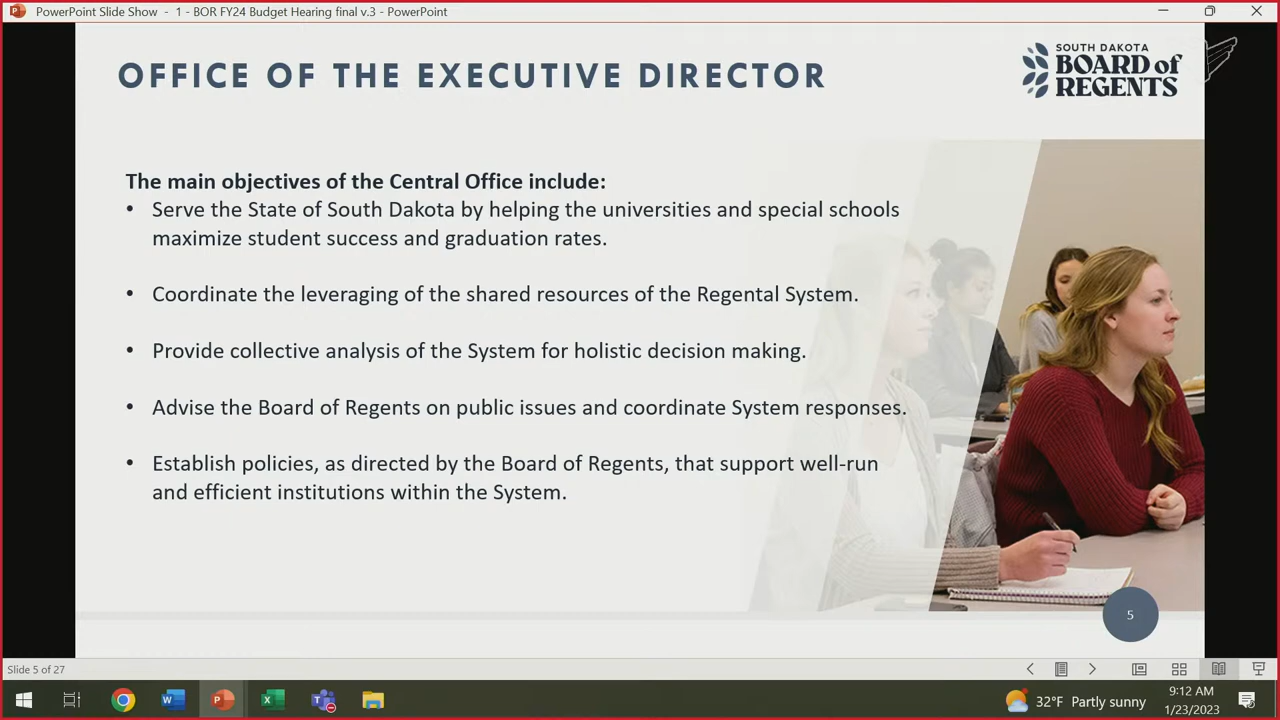 PowerPoint Slide Show - 1 - BOR FY24 Budget Hearing final v.3 - PowerPoint
OFFICE OF THE EXECUTIVE DIRECTOR
SOUTH DAKOTA
BOARD of
REGENTS
The main objectives of the Central Office include:
• Serve the State of South Dakota by helping the universities and special schools
maximize student success and graduation rates.
• Coordinate the leveraging of the shared resources of the Regental System.
• Provide collective analysis of the System for holistic decision making.
• Advise the Board of Regents on public issues and coordinate System responses.
• Establish policies, as directed by the Board of Regents, that support well-run
and efficient institutions within the System.
5
Slide 5 of 27
32°F Partly sunny
9:12 AM
1/23/2023